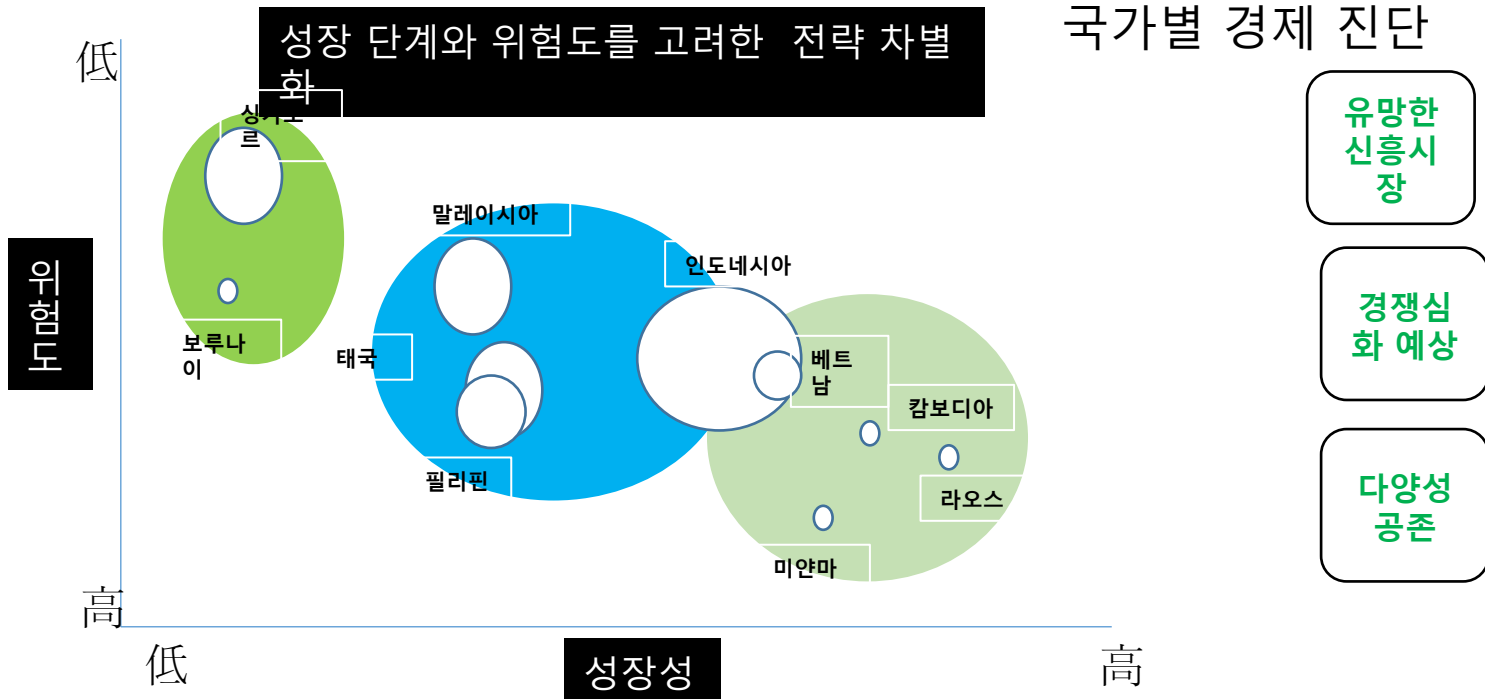 국가별 경제 진단
성장 단계와 위험도를 고려한 전략 차별
화
低
싱가포
르
유망한
신흥시
장
말레이시아
인도네시아
위
험
도
경쟁심
화 예상
보루나
이
태국
베트
남
캄보디아
필리핀
라오스
다양성
공존
미얀마
高
低
성장성
高